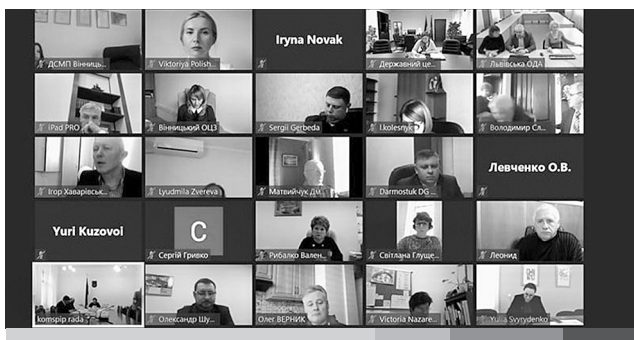 ДСМП Вінниць...
Viktoriya Polish...
Iryna Novak
Державний це...
Львівська ОДА
iPad PRO
Вінницький ОЦЗ
Sergii Gerbeda
I.kolesnyk
Володимир Сл...
Ігор Хаварівськ...
Lyudmila Zvereva
Матвийчук Дм...
Darmostuk DG ...
Левченко О.В.
Yuri Kuzovoi
С
Сергій Гривко
Рибалко Вален...
Світлана Глуще...
Леонид
komspip rada
Олександр Шу...
Олег ВЕРНИК
Victoria Nazare...
Yulia Svyrydenko